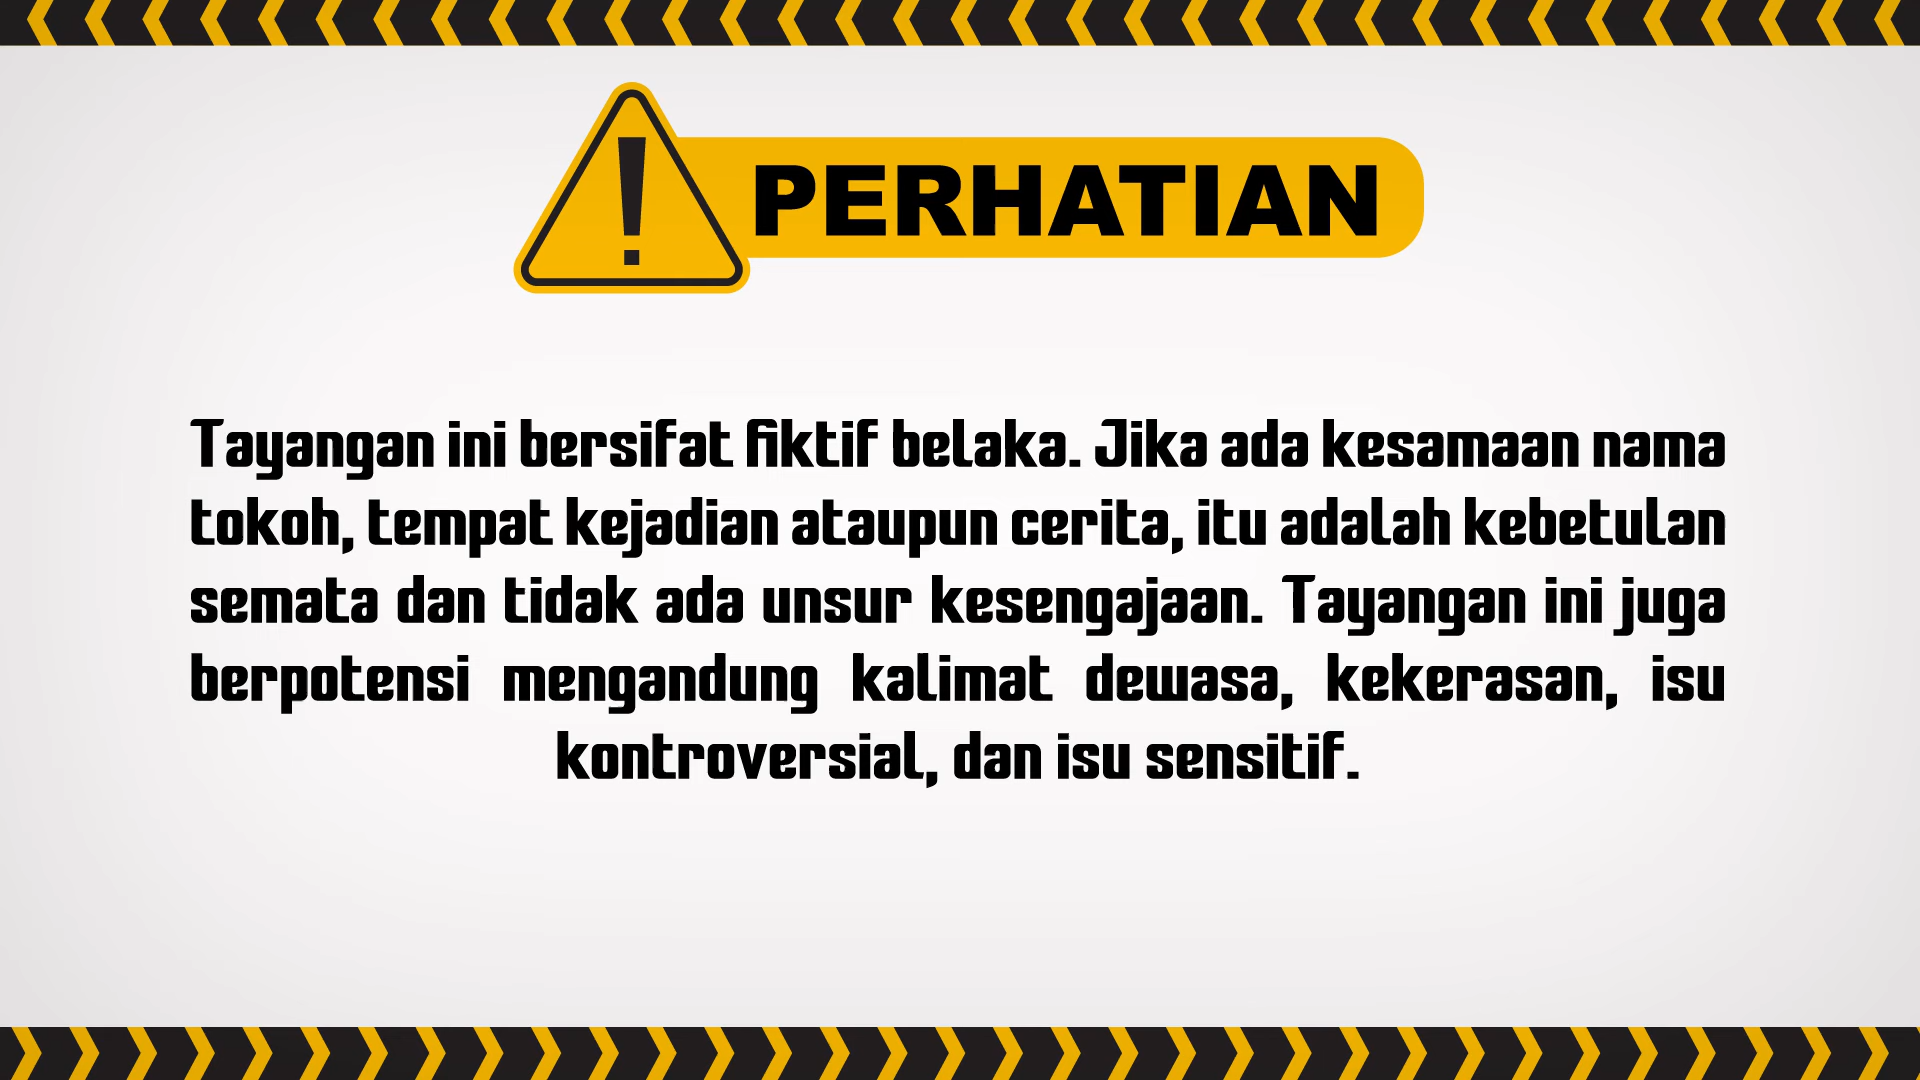 PERHATIAN
Tayangan ini bersifat fiktif belaka. Jika ada kesamaan nama
tokoh, tempat kejadian ataupun cerita, itu adalah kebetulan
semata dan tidak ada unsur kesengajaan. Tayangan ini juga
berpotensi mengandung kalimat dewasa, kekerasan, isu
kontroversial, dan isu sensitif.